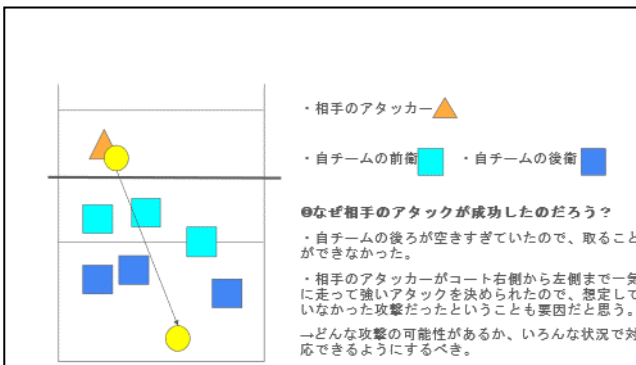 ・相手のアタッカー
・自チームの前衛 ・自チームの後衛
❷なぜ相手のアタックが成功したのだろう？
・自チームの後ろが空きすぎていたので、取ること
ができなかった。
・相手のアタッカーがコート右側から左側まで一気
に走って強いアタックを決められたので、想定して
いなかった攻撃だったということも要因だと思う。
→どんな攻撃の可能性があるか、いろんな状況で対
応できるようにするべき。